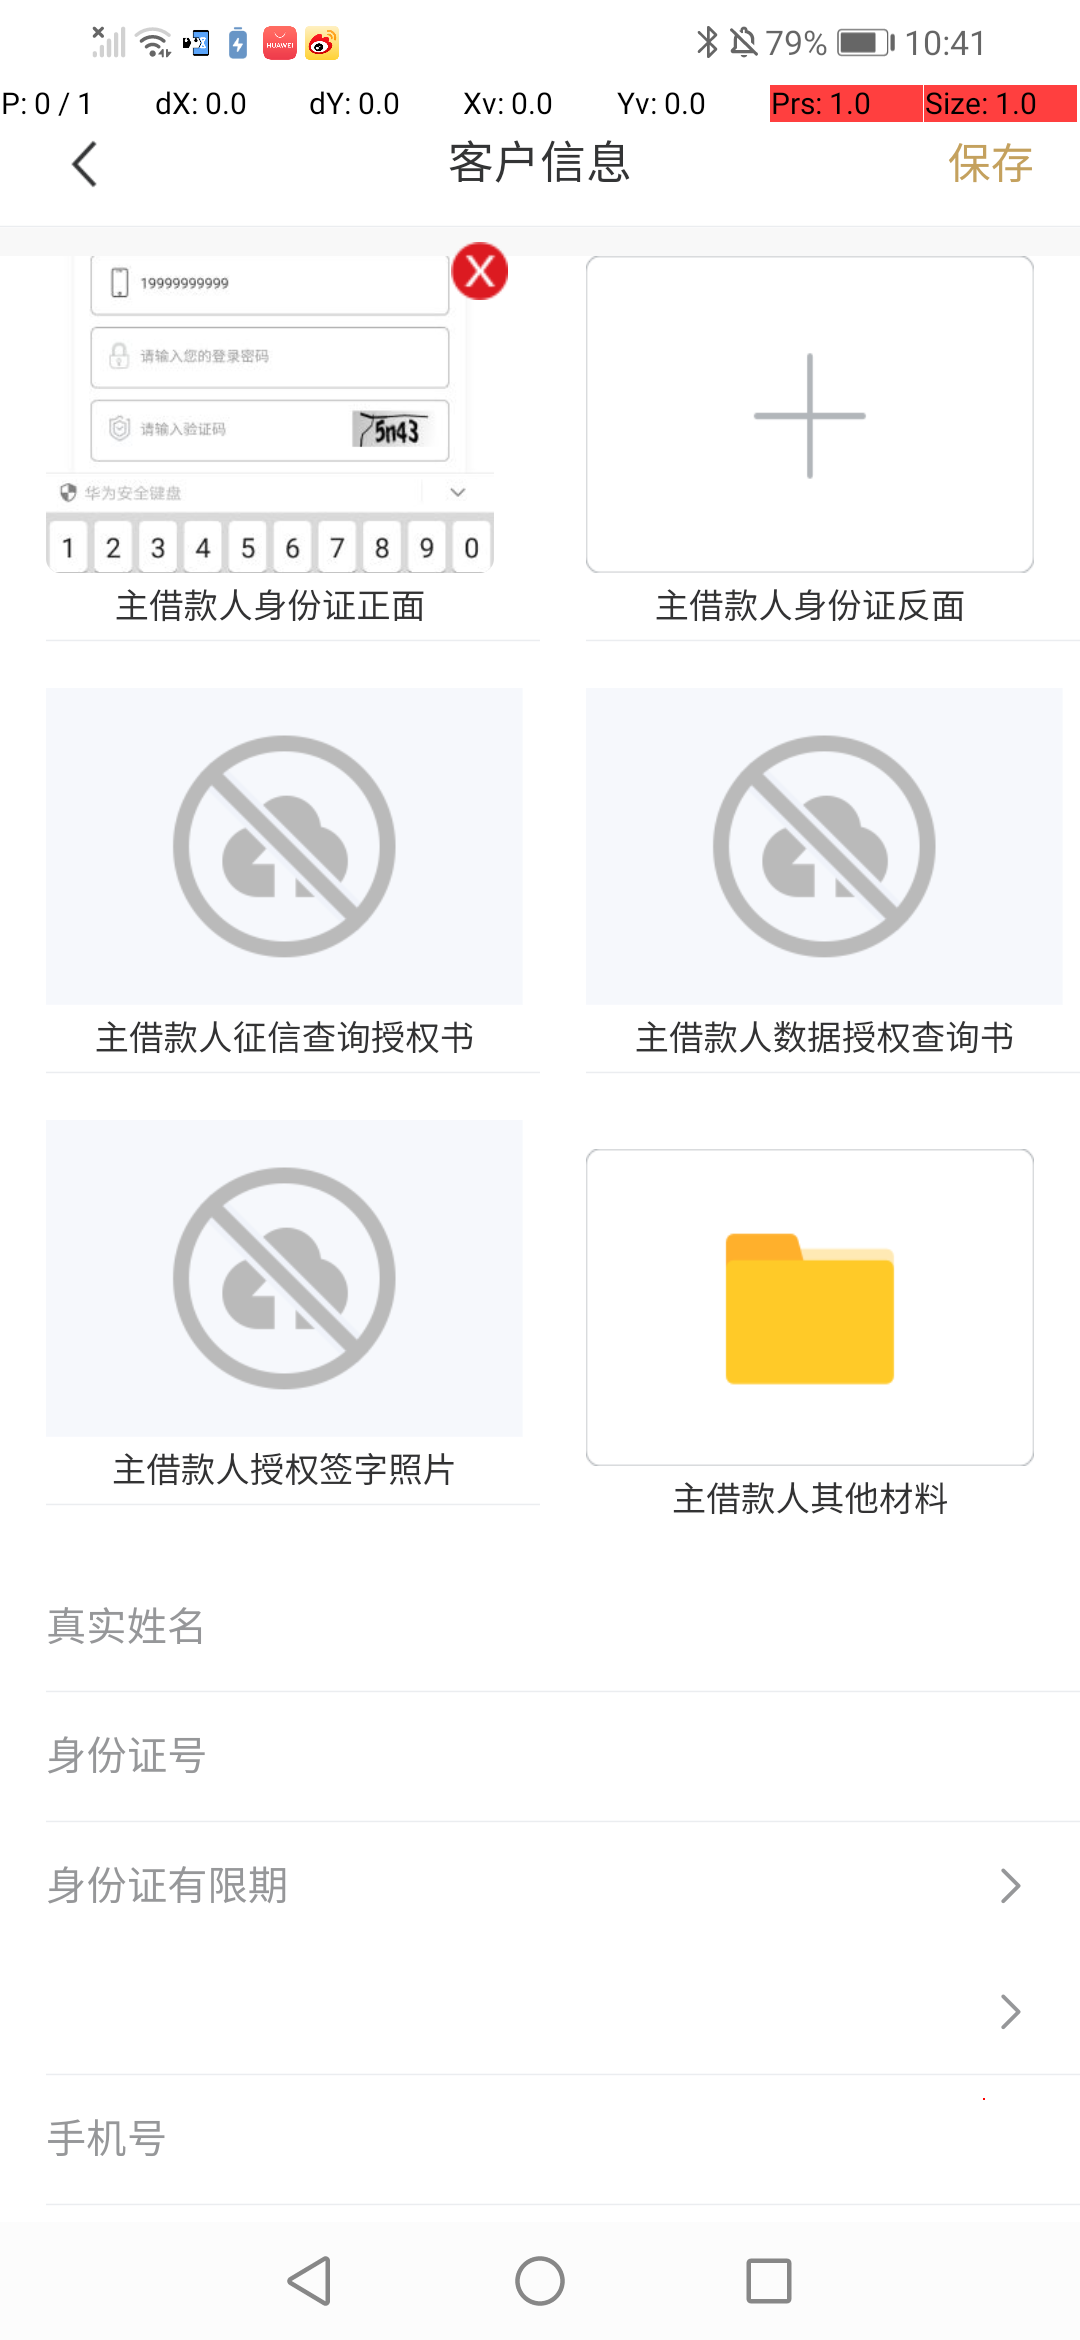 HUAWEI
79%
10:41
P: 0 / 1
dX: 0.0
dY: 0.0
Xv: 0.0
Yv: 0.0
Prs: 1.0
Size: 1.0
客户信息
保存
19999999999
X
请输入您的登录密码
请输入验证码
5n43
华为安全键盘
1 2 3 4 5 6 7 8 9 0
主借款人身份证正面
主借款人身份证反面
主借款人征信查询授权书
主借款人数据授权查询书
主借款人授权签字照片
主借款人其他材料
真实姓名
身份证号
身份证有限期
手机号